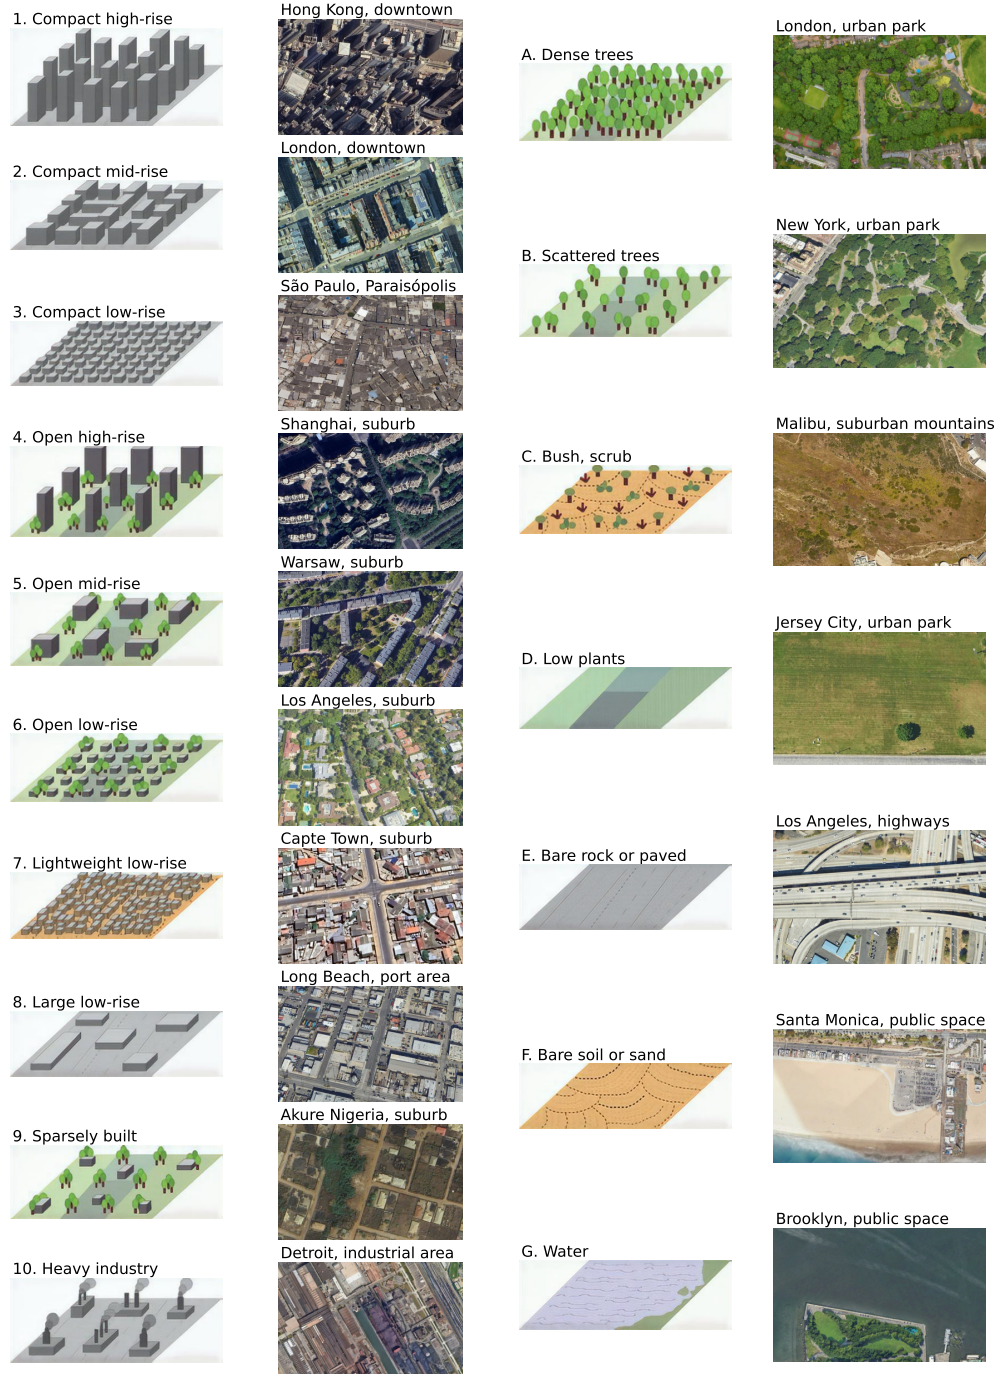 1. Compact high-rise
Hong Kong, downtown
2. Compact mid-rise
London, downtown
3. Compact low-rise
São Paulo, Paraisópolis
4. Open high-rise
Shanghai, suburb
5. Open mid-rise
Warsaw, suburb
6. Open low-rise
Los Angeles, suburb
7. Lightweight low-rise
Capte Town, suburb
8. Large low-rise
Long Beach, port area
9. Sparsely built
Akure Nigeria, suburb
10. Heavy industry
Detroit, industrial area
A. Dense trees
London, urban park
B. Scattered trees
New York, urban park
C. Bush, scrub
Malibu, suburban mountains
D. Low plants
Jersey City, urban park
E. Bare rock or paved
Los Angeles, highways
F. Bare soil or sand
Santa Monica, public space
G. Water
Brooklyn, public space